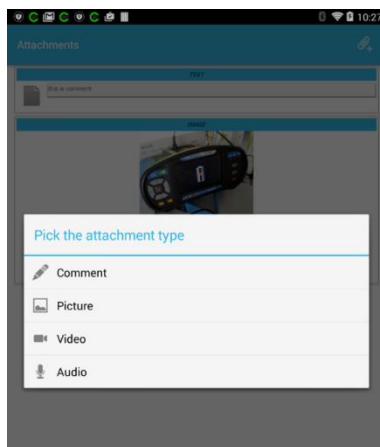 10:27
Attachments
TEXT
this is comment
IMAGE
Pick the attachment type
Comment
Picture
Video
Audio